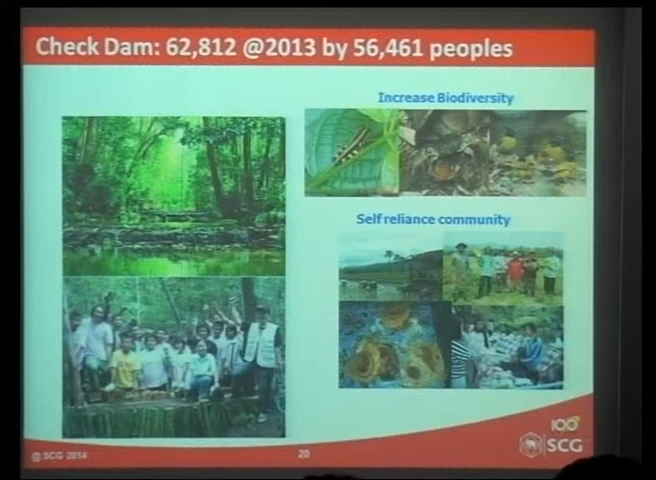 Check Dam: 62,812 @2013 by 56,461 peoples
Increase Biodiversity
Self reliance community
100
SCG
@ SCG 2014
20